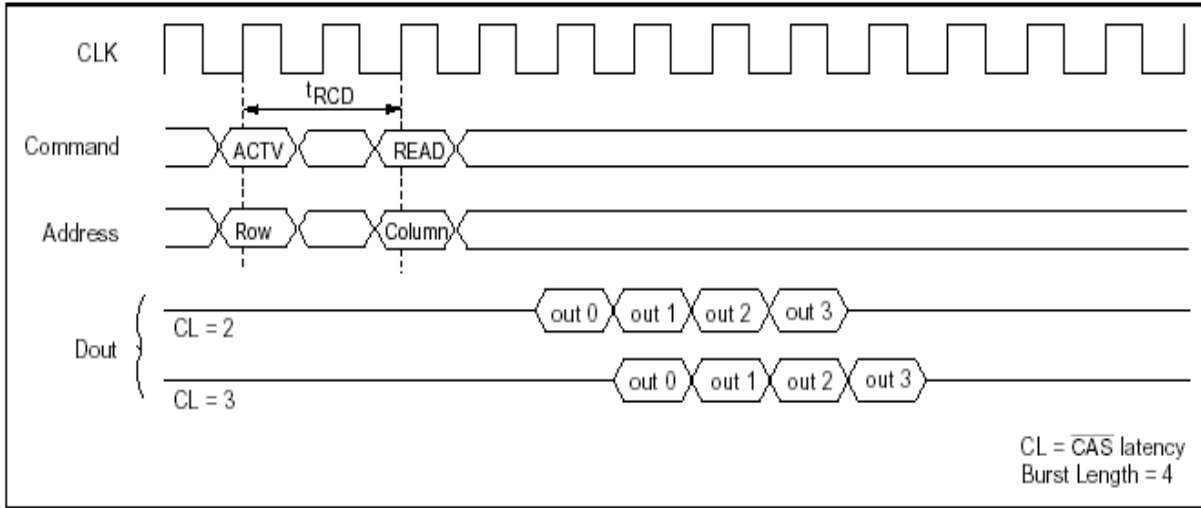 CLK
tRCD
Command
ACTV
READ
Address
Row
Column
Dout
CL = 2
out 0
out 1
out 2
out 3
CL = 3
out 0
out 1
out 2
out 3
CL = CAS latency
Burst Length = 4